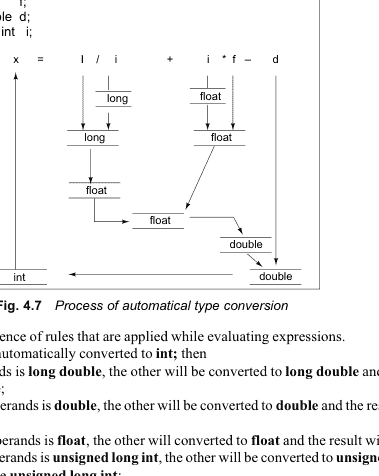 f;
ble d;
int i;
x = l / i + i * f – d
long float
long float
float
float
double
int double
Fig. 4.7 Process of automatical type conversion
ence of rules that are applied while evaluating expressions.
automatically converted to int; then
ds is long double, the other will be converted to long double and
;
erands is double, the other will be converted to double and the res
perands is float, the other will converted to float and the result wi
erands is unsigned long int, the other will be converted to unsigne
unsigned long int;